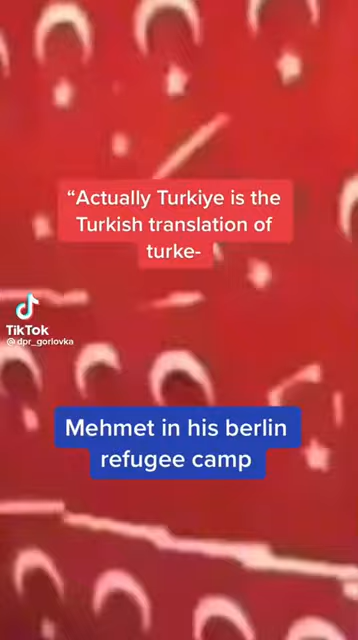 “Actually Turkiye is the
Turkish translation of
turke-
TikTok
@dpr_gorlovka
Mehmet in his berlin
refugee camp